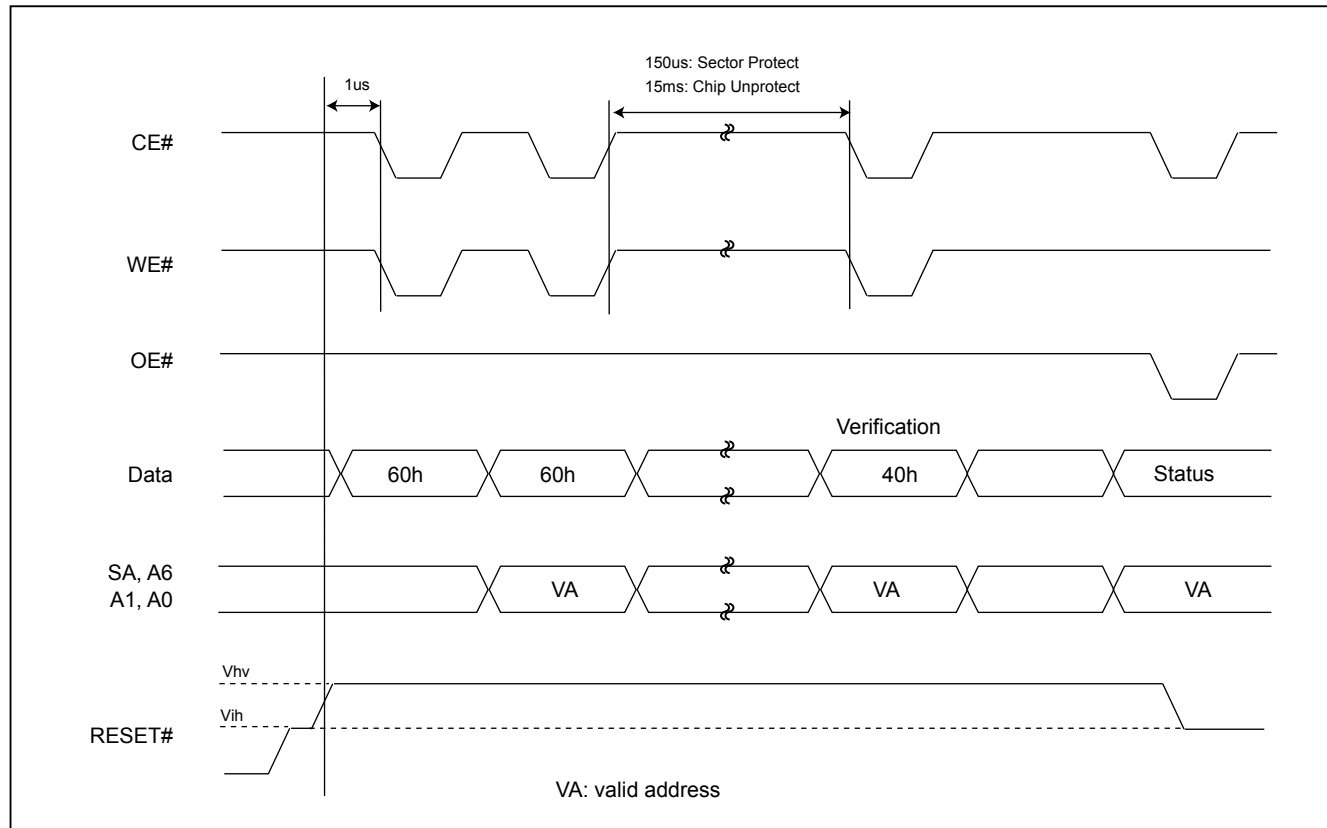 150us: Sector Protect
15ms: Chip Unprotect
1us
CE#
WE#
OE#
Verification
Data
60h
60h
40h
Status
SA, A6
A1, A0
VA
VA
VA
Vhv
Vih
RESET#
VA: valid address